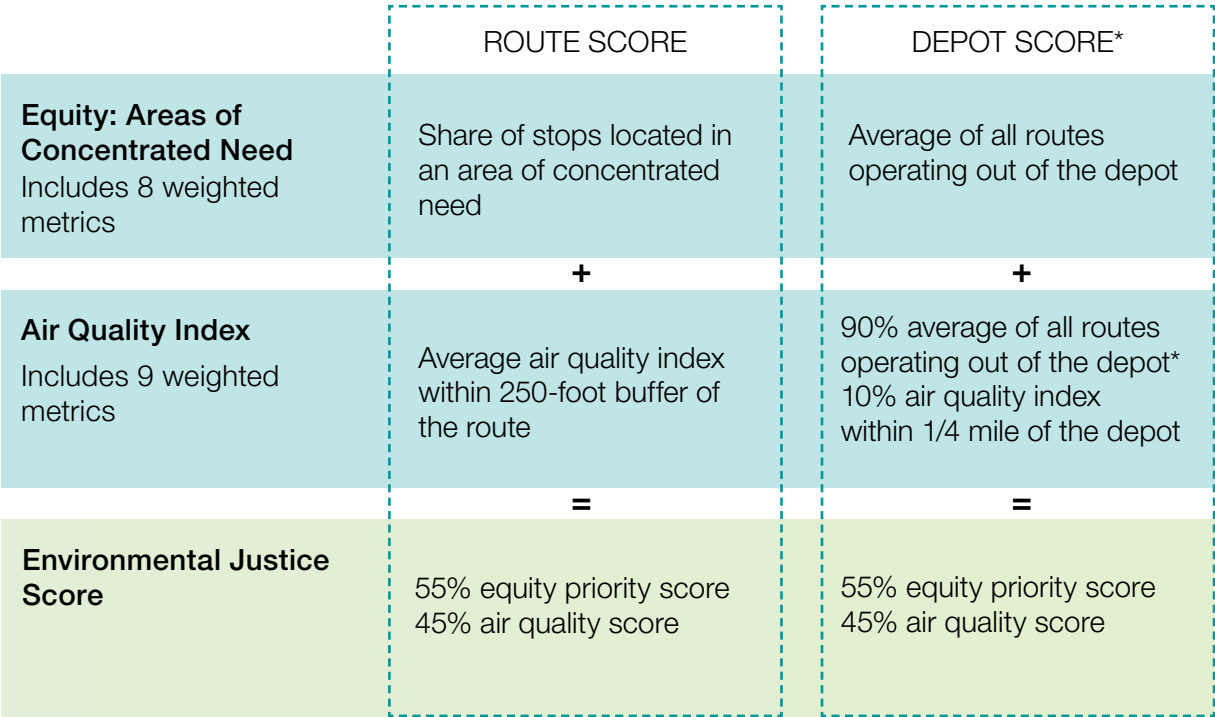 ROUTE SCORE
DEPOT SCORE*
Equity: Areas of
Concentrated Need
Includes 8 weighted
metrics
Share of stops located in
an area of concentrated
need
Average of all routes
operating out of the depot
+
+
Air Quality Index
Includes 9 weighted
metrics
Average air quality index
within 250-foot buffer of
the route
90% average of all routes
operating out of the depot*
10% air quality index
within 1/4 mile of the depot
=
=
Environmental Justice
Score
55% equity priority score
45% air quality score
55% equity priority score
45% air quality score